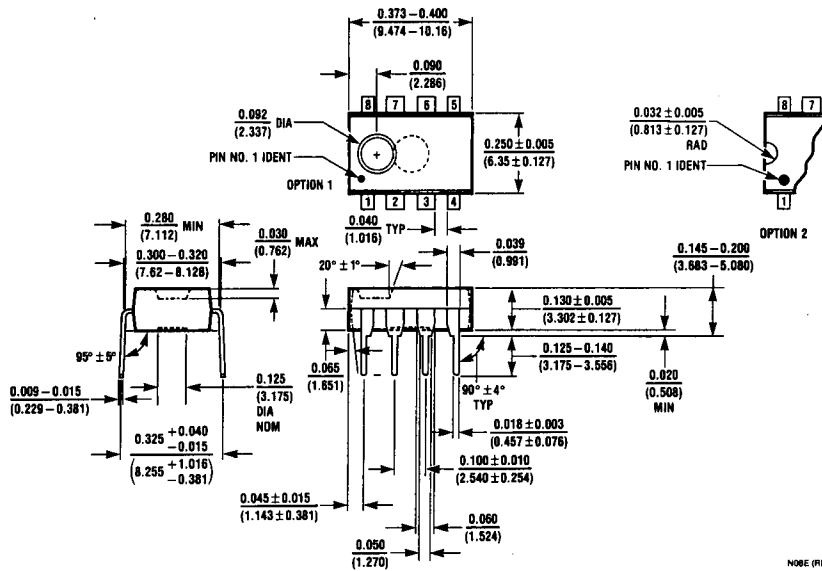 0.373–0.400
(9.474–10.16)
0.090
(2.286)
8 7 6 5
8 7
0.092 DIA
(2.337)
0.032 ± 0.005
(0.813 ± 0.127)
RAD
0.250 ± 0.005
(6.35 ± 0.127)
PIN NO. 1 IDENT
PIN NO. 1 IDENT
OPTION 1
1 2 3 4
1
OPTION 2
0.280 MIN
(7.112)
0.030 MAX
(0.762)
0.040 TYP
(1.016)
0.039
(0.991)
0.145–0.200
(3.683–5.080)
0.300–0.320
(7.62–8.128)
20° ± 1°
0.130 ± 0.005
(3.302 ± 0.127)
95° ± 5°
0.125–0.140
(3.175–3.556)
0.065
(1.651)
90° ± 4°
TYP
0.020
(0.508)
MIN
0.009–0.015
(0.229–0.381)
0.125
(3.175)
DIA
NOM
0.018 ± 0.003
(0.457 ± 0.076)
0.325 +0.040
−0.015
(8.255 +1.016
−0.381)
0.100 ± 0.010
(2.540 ± 0.254)
0.045 ± 0.015
(1.143 ± 0.381)
0.060
(1.524)
0.050
(1.270)